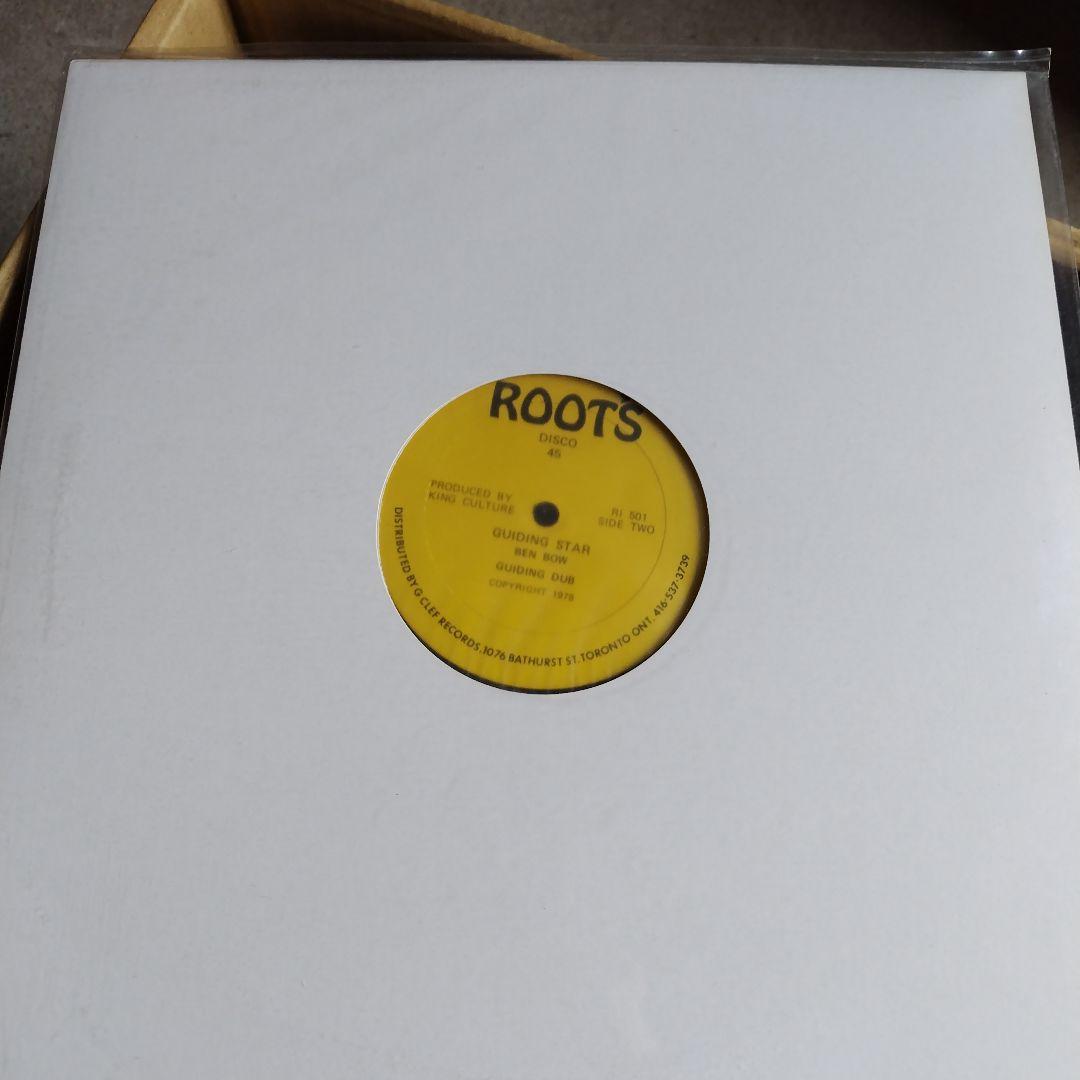 ROOTS
DISCO
45
PRODUCED BY
KING CULTURE
RI 501
SIDE TWO
GUIDING STAR
BEN BOW
GUIDING DUB
COPYRIGHT 1978
DISTRIBUTED BY G CLEF RECORDS, 1076 BATHURST ST. TORONTO ONT. 416·537·3739